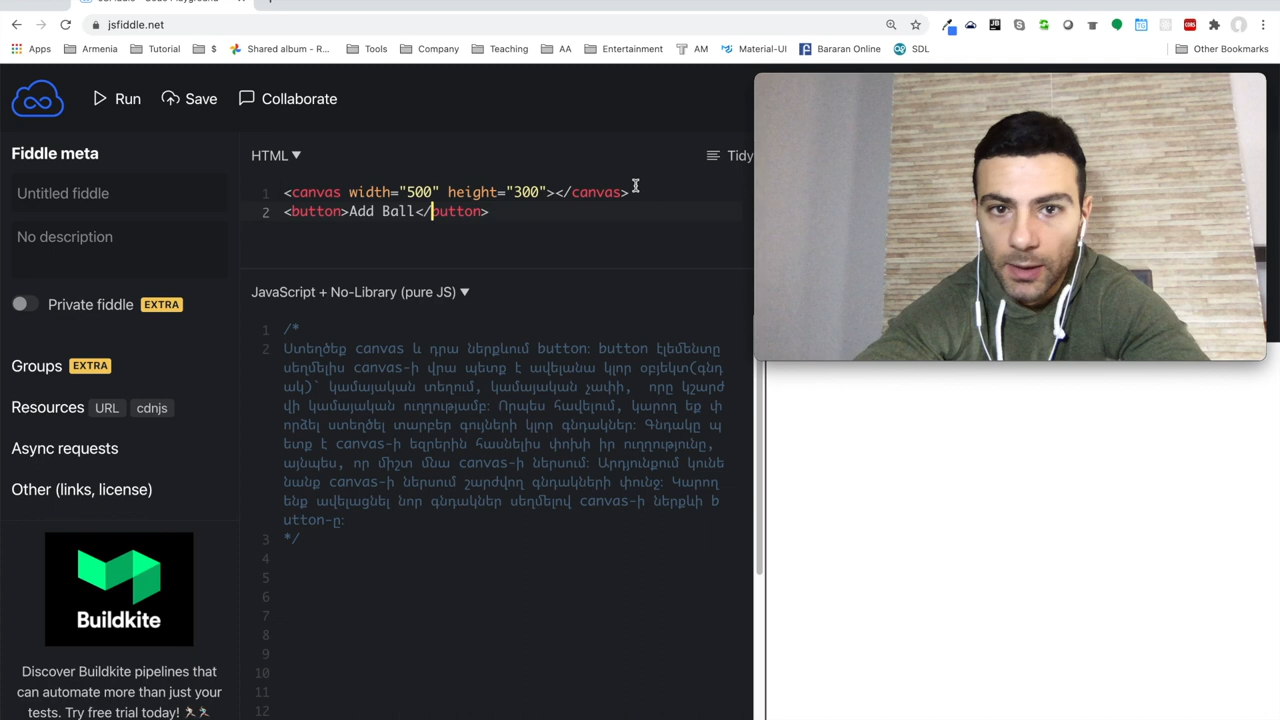 jsfiddle.net
Apps Armenia Tutorial $ Shared album - R... Tools Company Teaching AA Entertainment AM Material-UI Bararan Online SDL Other Bookmarks
Run Save Collaborate
Fiddle meta
Untitled fiddle
No description
Private fiddle EXTRA
Groups EXTRA
Resources URL cdnjs
Async requests
Other (links, license)
Buildkite
Discover Buildkite pipelines that
can automate more than just your
tests. Try free trial today!
HTML ▼ Tidy
1 <canvas width="500" height="300"></canvas>
2 <button>Add Ball</button>
JavaScript + No-Library (pure JS) ▼
1 /*
2 Ստեղծեք canvas և դրա ներքևում button։ button էլեմենտը
սեղմելիս canvas-ի վրա պետք է ավելանա կլոր օբյեկտ(գնդ
ակ)` կամայական տեղում, կամայական չափի, որը կշարժ
վի կամայական ուղղությամբ։ Որպես հավելում, կարող եք փ
որձել ստեղծել տարբեր գույների կլոր գնդակներ։ Գնդակը պ
ետք է canvas-ի եզրերին հասնելիս փոխի իր ուղղությունը,
այնպես, որ միշտ մնա canvas-ի ներսում։ Արդյունքում կունե
նանք canvas-ի ներսում շարժվող գնդակների փունջ։ Կարող
ենք ավելացնել նոր գնդակներ սեղմելով canvas-ի ներքևի b
utton-ը։
3 */
4
5
6
7
8
9
10
11
12